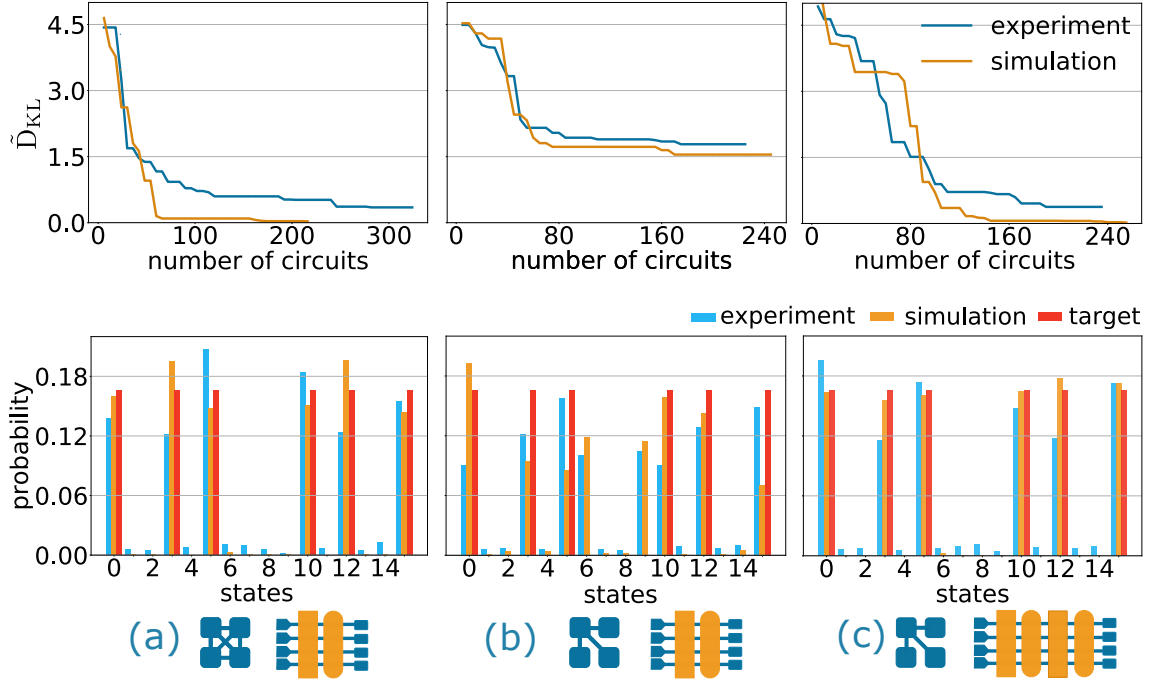 4.5
3.0
1.5
0.0
D̃KL
0 100 200 300
number of circuits
0 80 160 240
number of circuits
experiment
simulation
0 80 160 240
number of circuits
experiment simulation target
0.18
0.12
0.06
0.00
probability
0 2 4 6 8 10 12 14
states
0 2 4 6 8 10 12 14
states
0 2 4 6 8 10 12 14
states
(a) (b) (c)